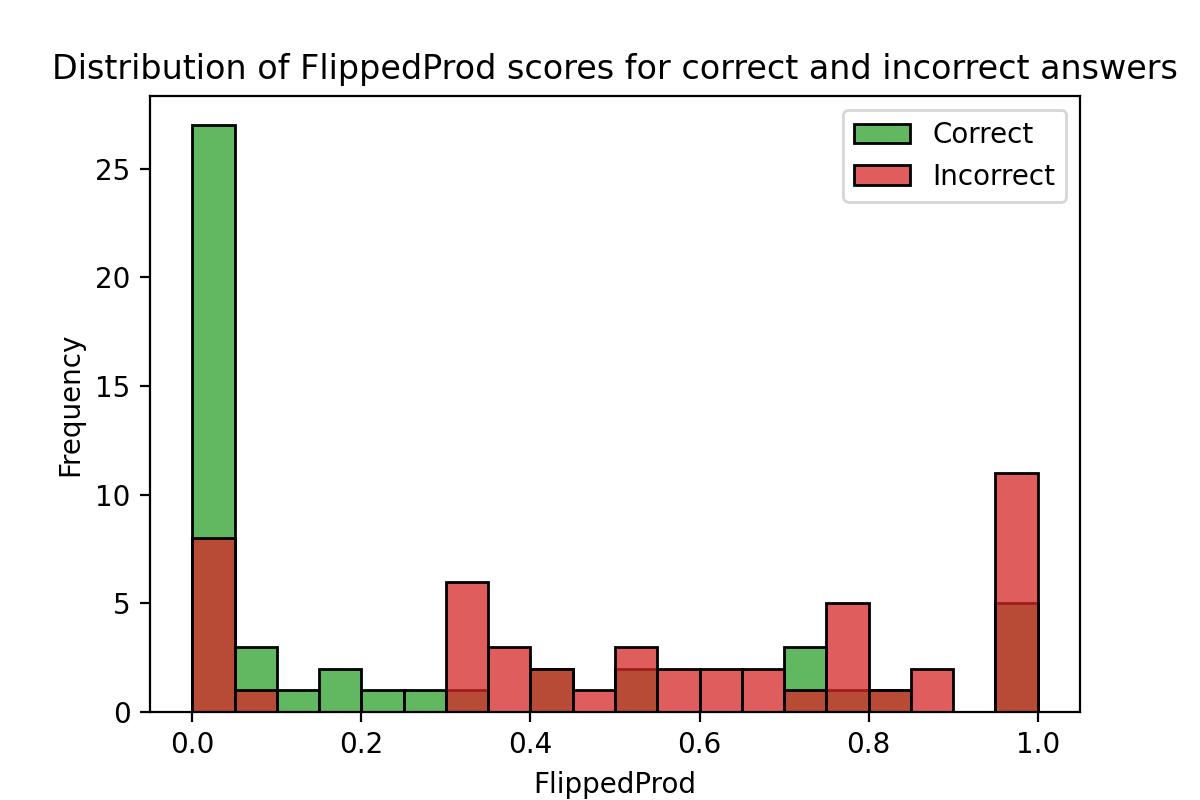 Distribution of FlippedProd scores for correct and incorrect answers
Correct
Incorrect
25
20
15
10
5
0
Frequency
0.0 0.2 0.4 0.6 0.8 1.0
FlippedProd